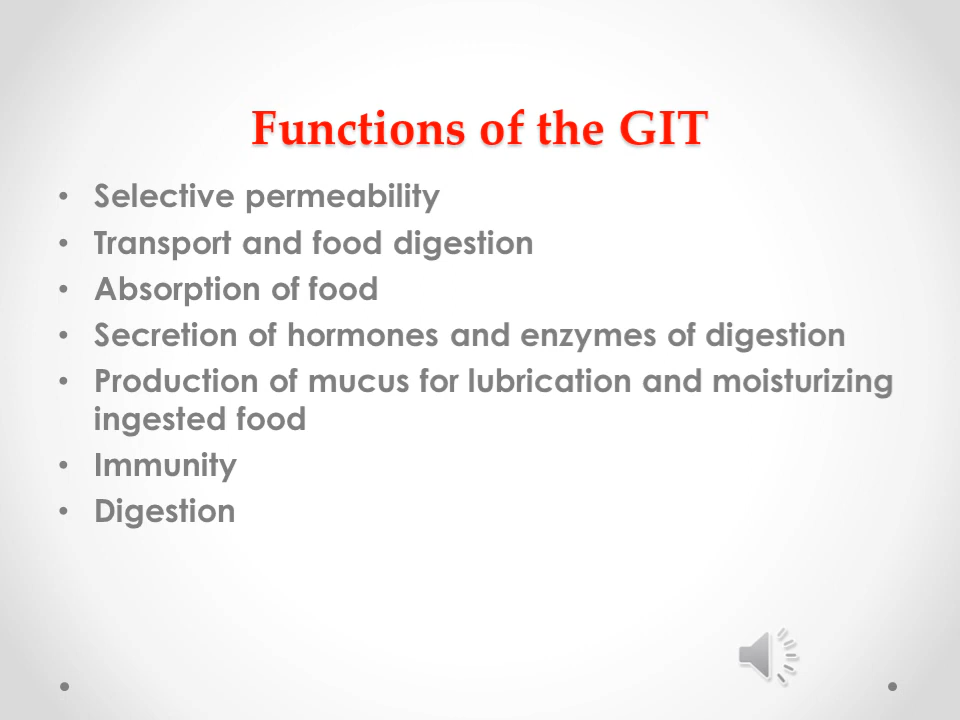 Functions of the GIT
• Selective permeability
• Transport and food digestion
• Absorption of food
• Secretion of hormones and enzymes of digestion
• Production of mucus for lubrication and moisturizing
ingested food
• Immunity
• Digestion